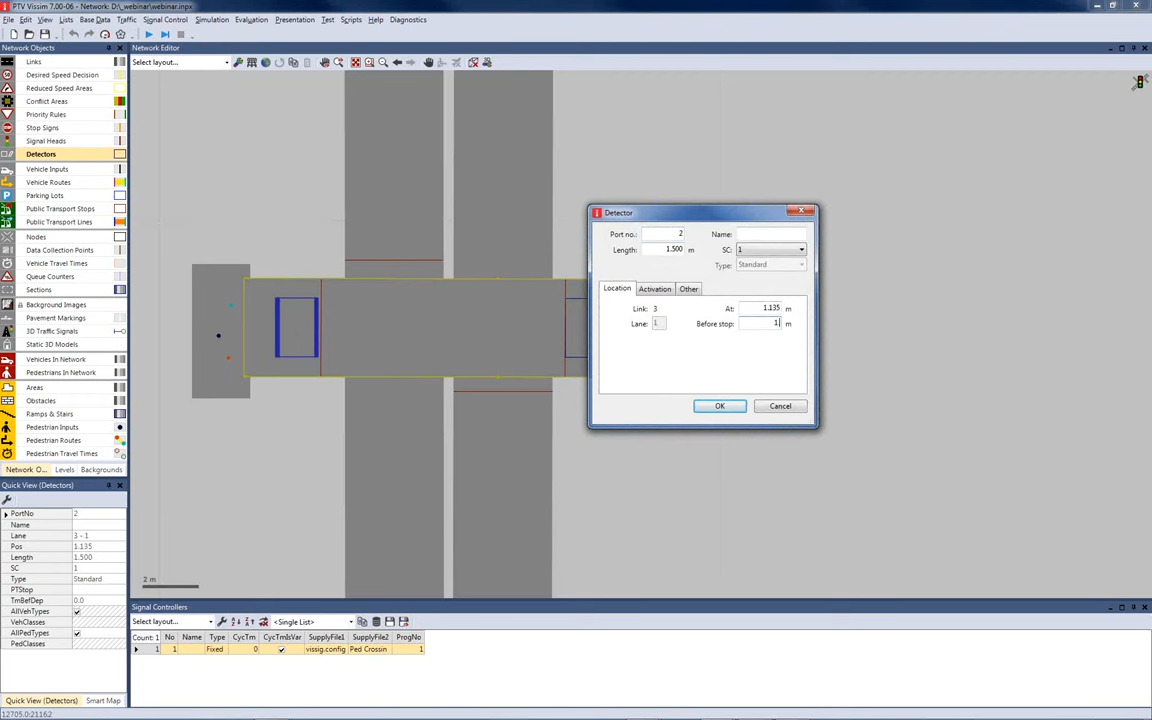 PTV Vissim 7.00-06 - Network: D:\_webinar\webinar.inpx
File Edit View Lists Base Data Traffic Signal Control Simulation Evaluation Presentation Test Scripts Help Diagnostics
Network Objects
Network Editor
Select layout...
Links
Desired Speed Decision
Reduced Speed Areas
Conflict Areas
Priority Rules
Stop Signs
Signal Heads
Detectors
Vehicle Inputs
Vehicle Routes
Parking Lots
Public Transport Stops
Public Transport Lines
Nodes
Data Collection Points
Vehicle Travel Times
Queue Counters
Sections
Background Images
Pavement Markings
3D Traffic Signals
Static 3D Models
Vehicles In Network
Pedestrians In Network
Areas
Obstacles
Ramps & Stairs
Pedestrian Inputs
Pedestrian Routes
Pedestrian Travel Times
Network O... Levels Backgrounds
Quick View (Detectors)
PortNo 2
Name
Lane 3 - 1
Pos 1.135
Length 1.500
SC 1
Type Standard
PTStop
TmBefDep 0.0
AllVehTypes
VehClasses
AllPedTypes
PedClasses
Quick View (Detectors) Smart Map
12705.0:2116.2
Detector
Port no.: 2 Name:
Length: 1.500 m SC: 1
Type: Standard
Location Activation Other
Link: 3 At: 1.135 m
Lane: 1 Before stop: 1. m
OK Cancel
2 m
Signal Controllers
Select layout... <Single List>
Count: 1 No Name Type CycTm CycTmIsVar SupplyFile1 SupplyFile2 ProgNo
1 1 Fixed 0 vissig.config Ped Crossin 1